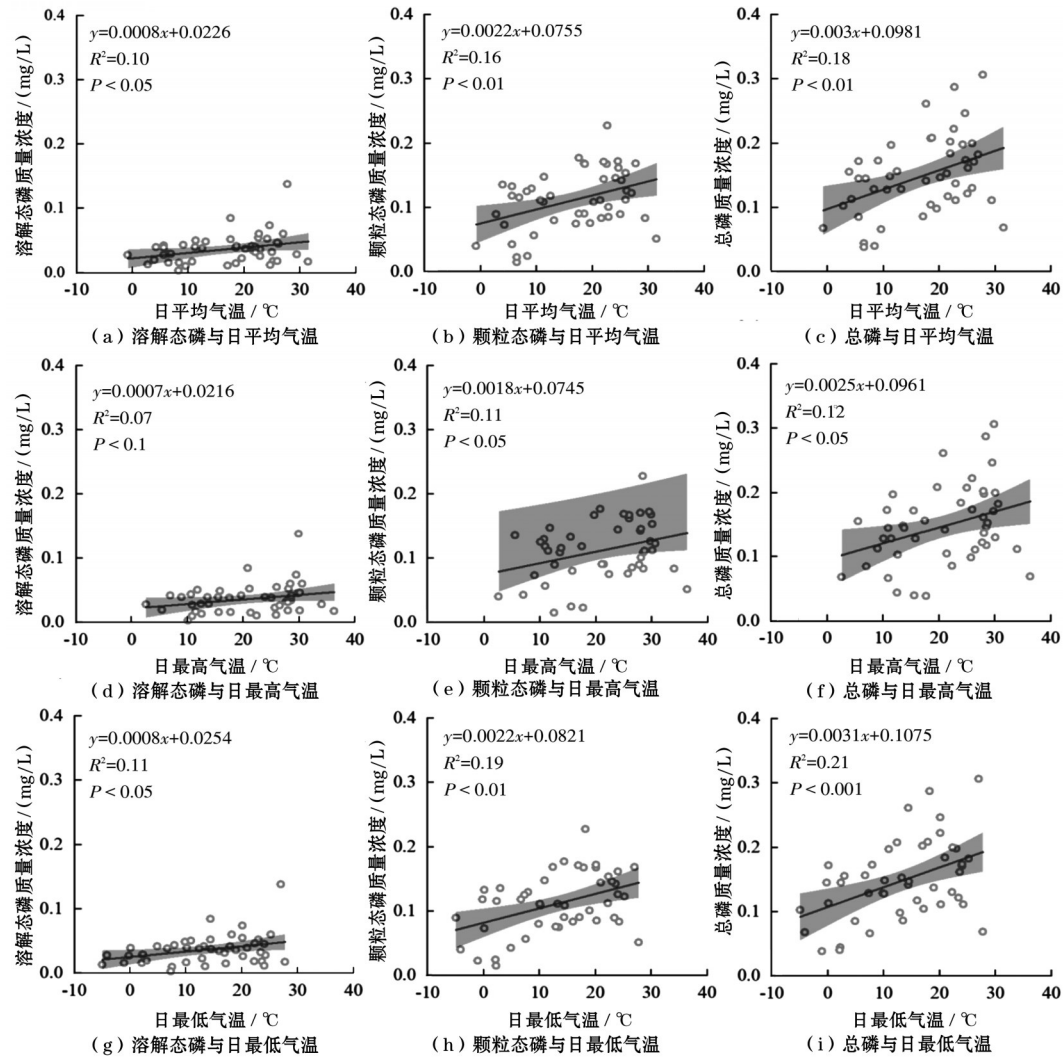 y=0.0008x+0.0226
R²=0.10
P < 0.05
溶解态磷质量浓度/(mg/L)
0.4
0.3
0.2
0.1
0.0
-10 0 10 20 30 40
日平均气温 / ℃
(a) 溶解态磷与日平均气温
y=0.0022x+0.0755
R²=0.16
P < 0.01
颗粒态磷质量浓度/(mg/L)
0.4
0.3
0.2
0.1
0.0
-10 0 10 20 30 40
日平均气温 / ℃
(b) 颗粒态磷与日平均气温
y=0.003x+0.0981
R²=0.18
P < 0.01
总磷质量浓度/(mg/L)
0.4
0.3
0.2
0.1
0.0
-10 0 10 20 30 40
日平均气温 / ℃
(c) 总磷与日平均气温
y=0.0007x+0.0216
R²=0.07
P < 0.1
溶解态磷质量浓度/(mg/L)
0.4
0.3
0.2
0.1
0.0
-10 0 10 20 30 40
日最高气温 / ℃
(d) 溶解态磷与日最高气温
y=0.0018x+0.0745
R²=0.11
P < 0.05
颗粒态磷质量浓度/(mg/L)
0.4
0.3
0.2
0.1
0.0
-10 0 10 20 30 40
日最高气温 / ℃
(e) 颗粒态磷与日最高气温
y=0.0025x+0.0961
R²=0.12
P < 0.05
总磷质量浓度/(mg/L)
0.4
0.3
0.2
0.1
0.0
-10 0 10 20 30 40
日最高气温 / ℃
(f) 总磷与日最高气温
y=0.0008x+0.0254
R²=0.11
P < 0.05
溶解态磷质量浓度/(mg/L)
0.4
0.3
0.2
0.1
0.0
-10 0 10 20 30 40
日最低气温 / ℃
(g) 溶解态磷与日最低气温
y=0.0022x+0.0821
R²=0.19
P < 0.01
颗粒态磷质量浓度/(mg/L)
0.4
0.3
0.2
0.1
0.0
-10 0 10 20 30 40
日最低气温 / ℃
(h) 颗粒态磷与日最低气温
y=0.0031x+0.1075
R²=0.21
P < 0.001
总磷质量浓度/(mg/L)
0.4
0.3
0.2
0.1
0.0
-10 0 10 20 30 40
日最低气温 / ℃
(i) 总磷与日最低气温